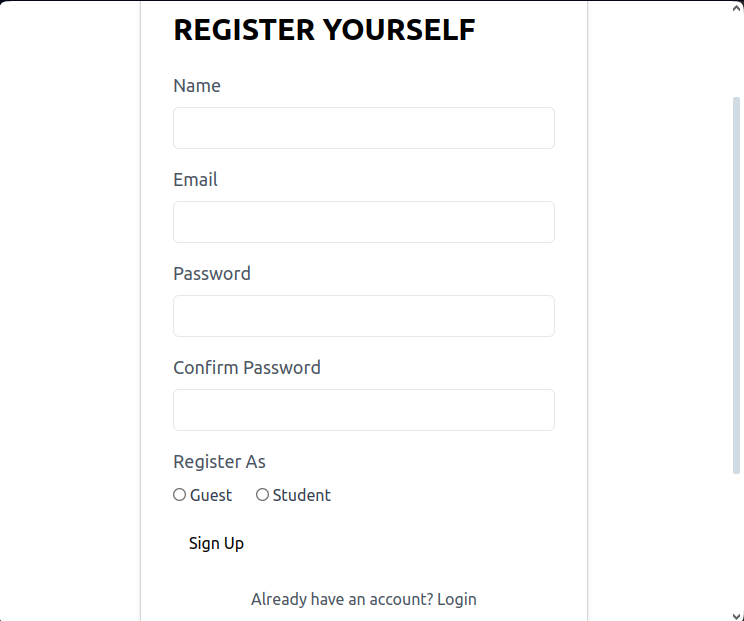 REGISTER YOURSELF
Name
Email
Password
Confirm Password
Register As
Guest Student
Sign Up
Already have an account? Login